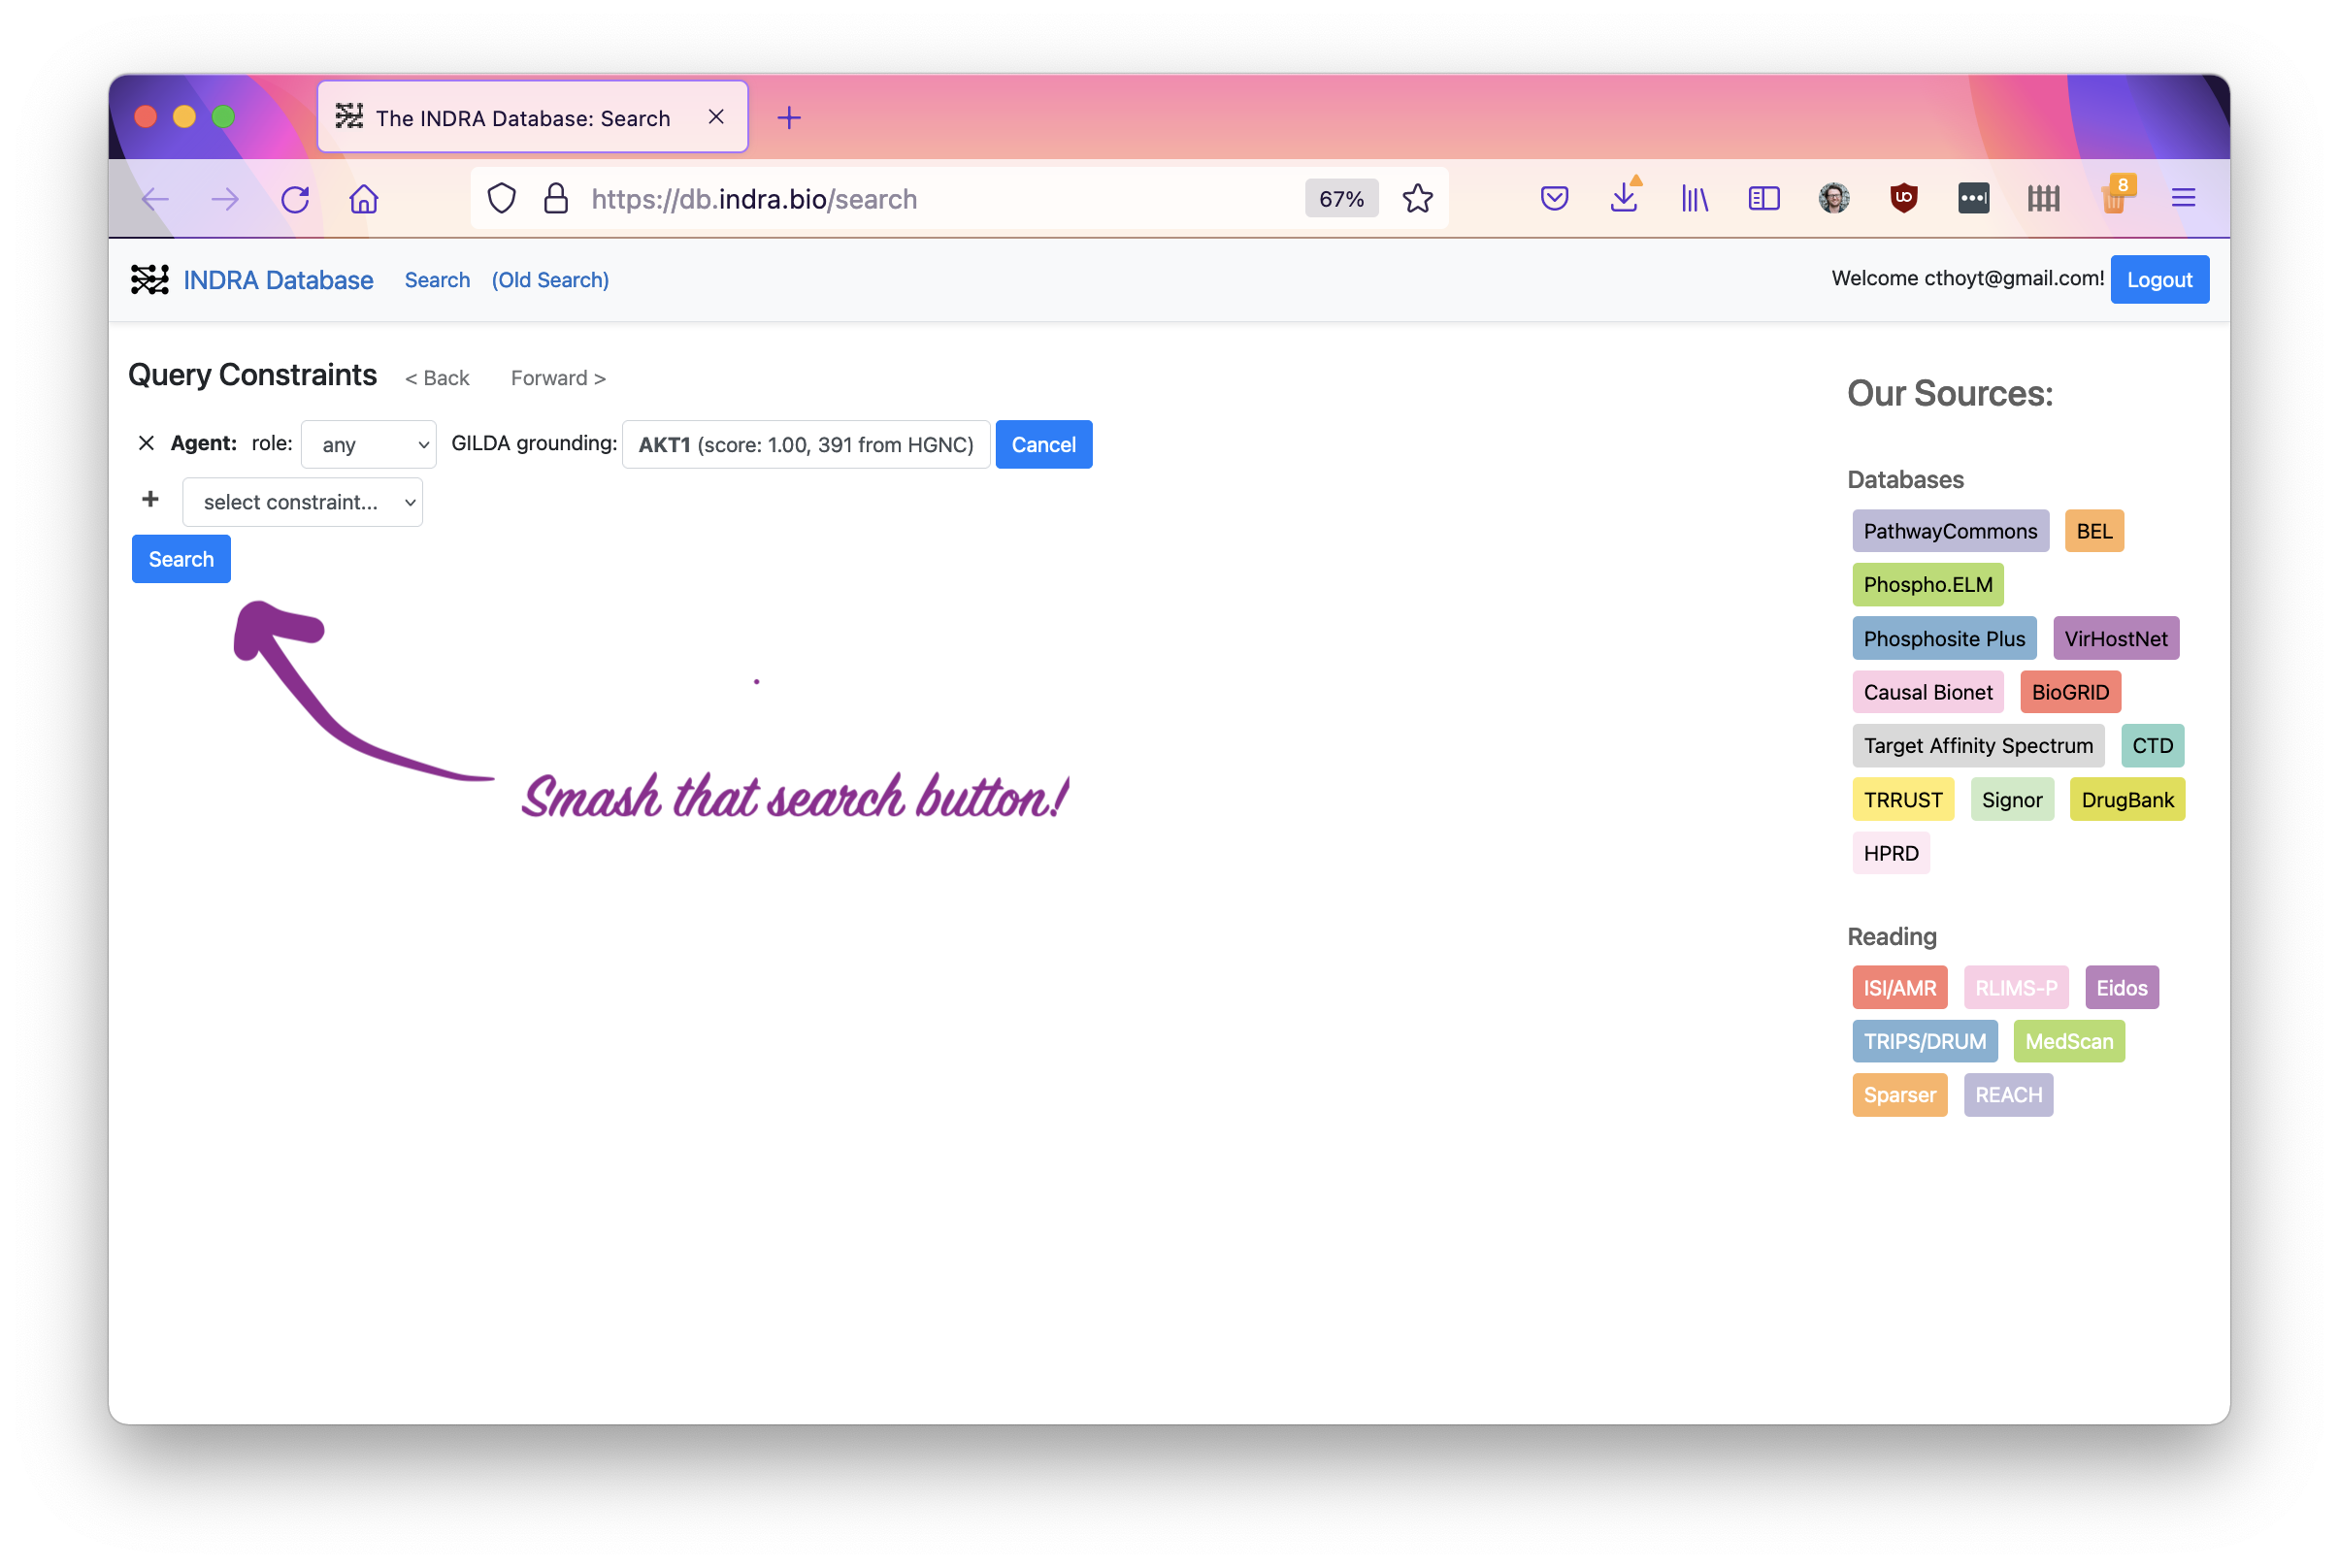 The INDRA Database: Search
https://db.indra.bio/search
67%
8
INDRA Database Search (Old Search)
Welcome cthoyt@gmail.com! Logout
Query Constraints < Back Forward >
Agent: role: any GILDA grounding: AKT1 (score: 1.00, 391 from HGNC) Cancel
select constraint...
Search
Smash that search button!
Our Sources:
Databases
PathwayCommons BEL
Phospho.ELM
Phosphosite Plus VirHostNet
Causal Bionet BioGRID
Target Affinity Spectrum CTD
TRRUST Signor DrugBank
HPRD
Reading
ISI/AMR RLIMS-P Eidos
TRIPS/DRUM MedScan
Sparser REACH